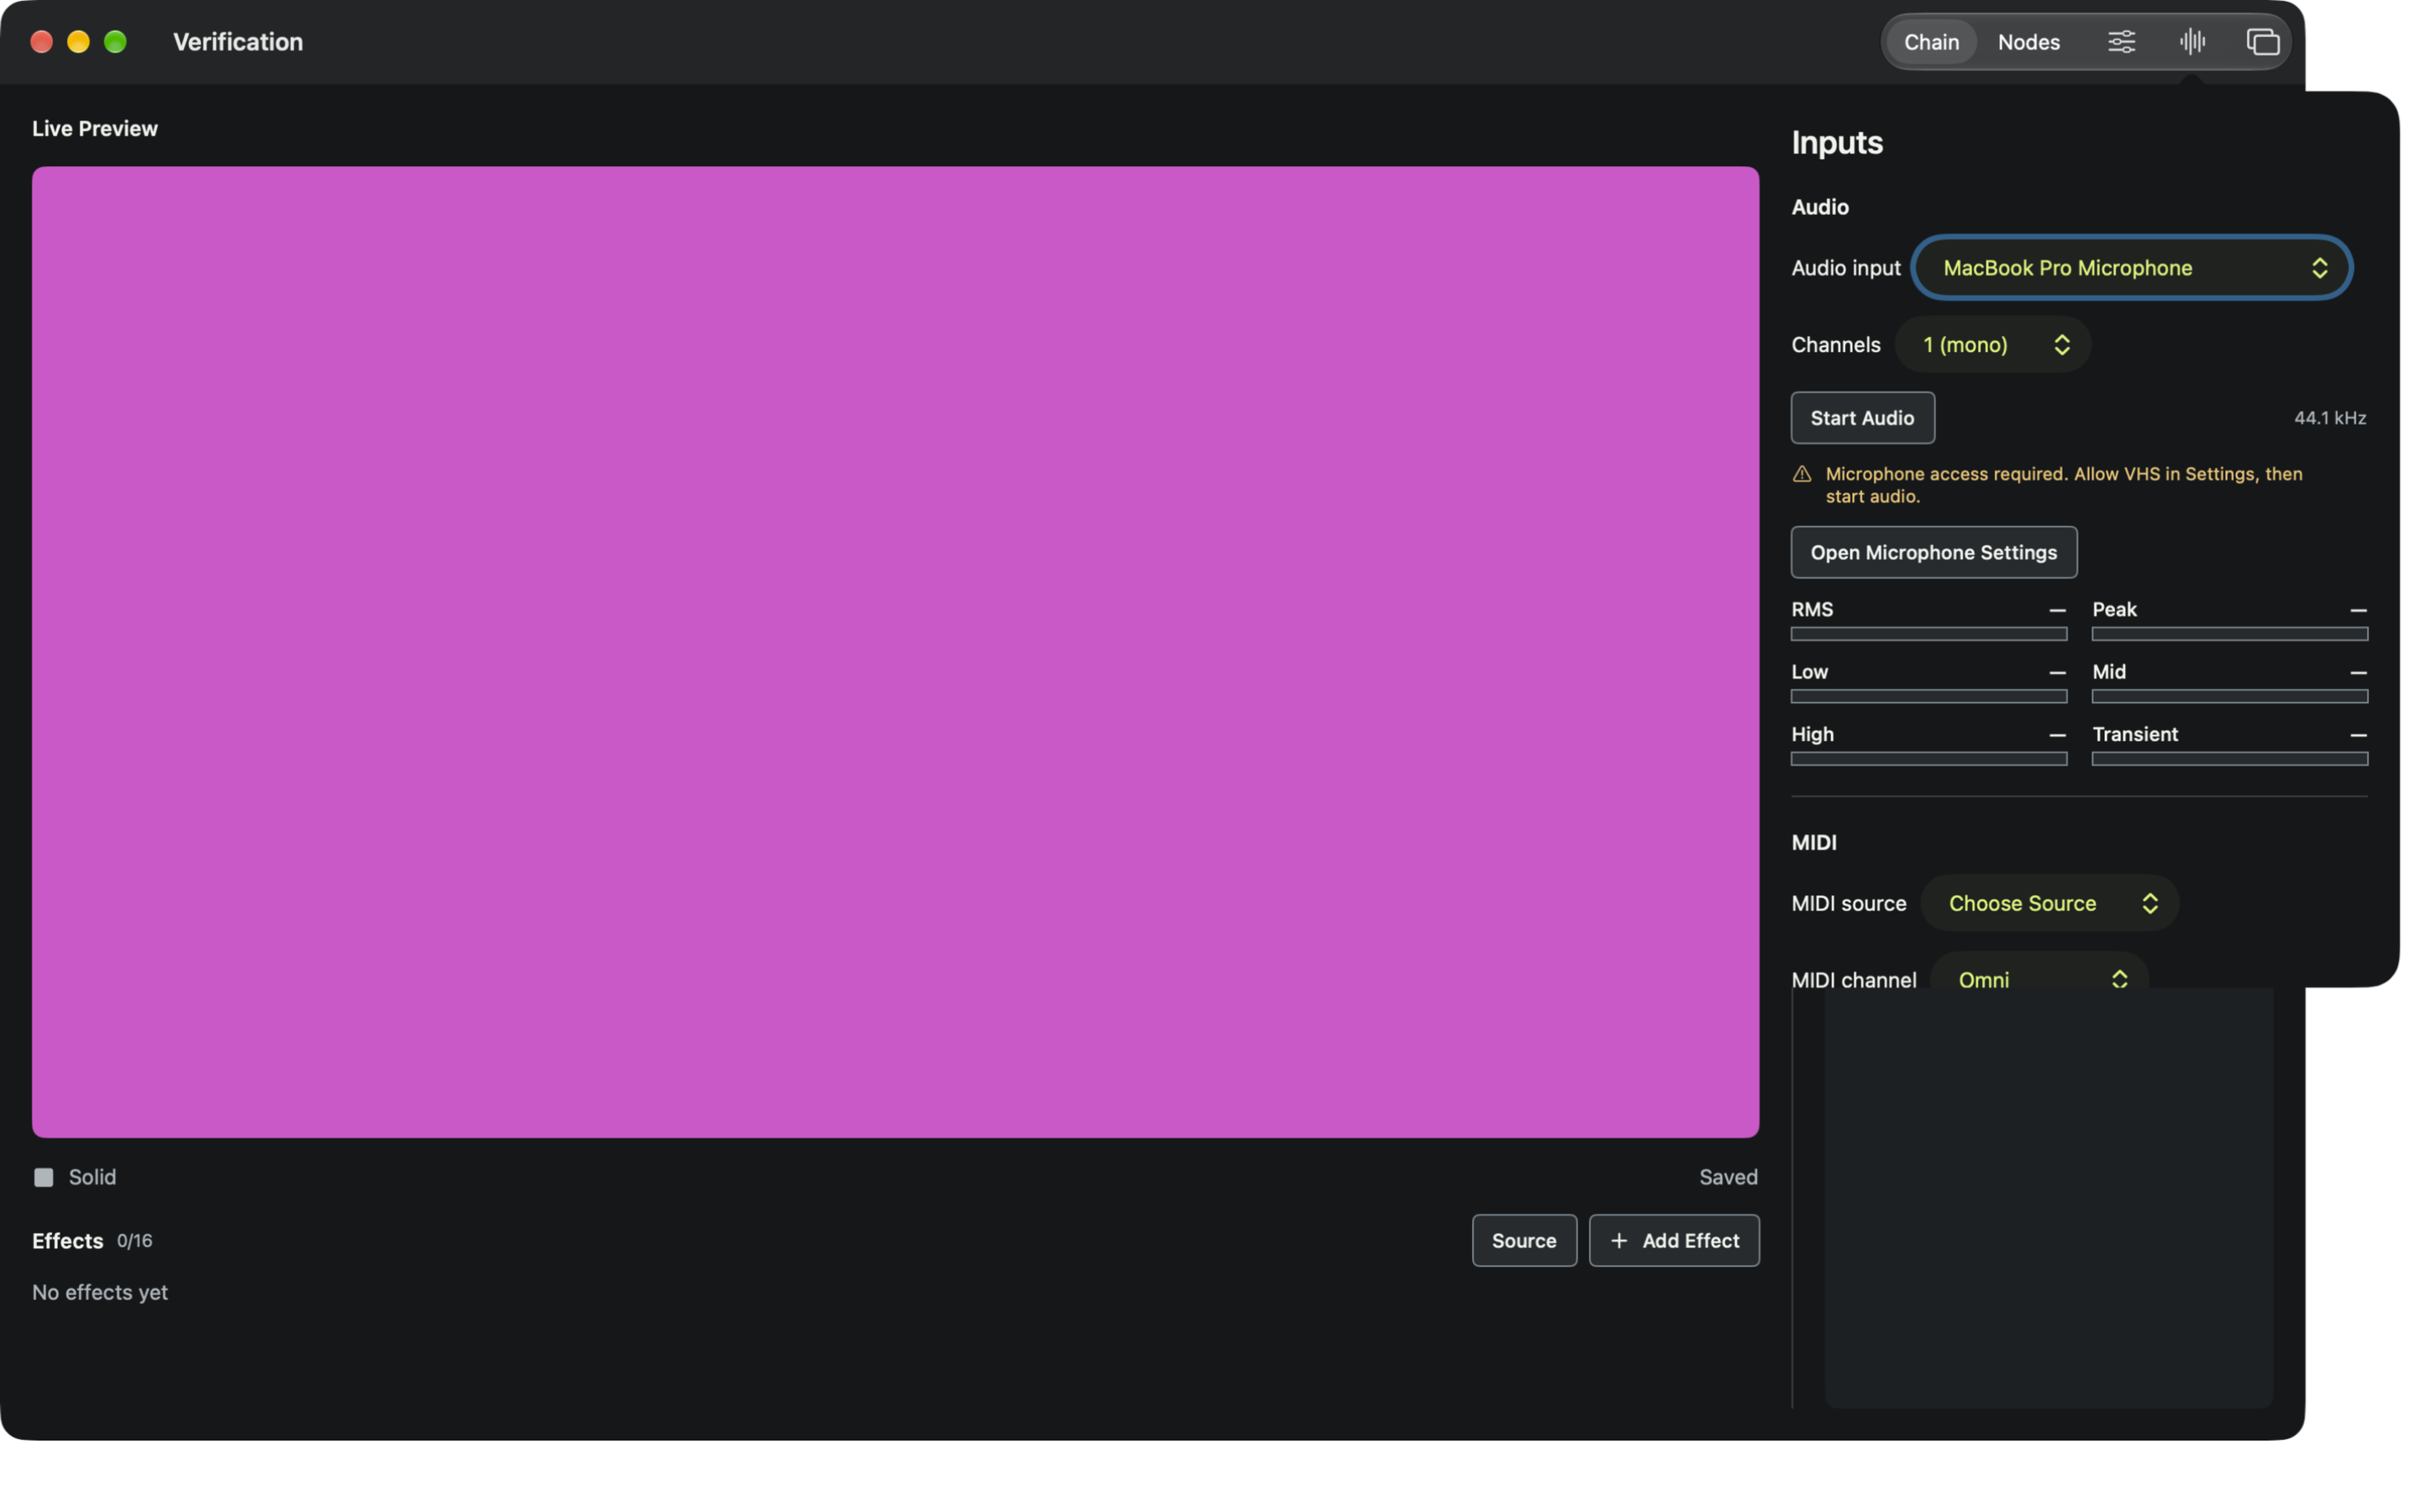 Verification
Chain
Nodes
Live Preview
Inputs
Audio
Audio input
MacBook Pro Microphone
Channels
1 (mono)
Start Audio
44.1 kHz
Microphone access required. Allow VHS in Settings, then
start audio.
Open Microphone Settings
RMS —
Peak —
Low —
Mid —
High —
Transient —
MIDI
MIDI source
Choose Source
MIDI channel
Omni
Solid
Saved
Effects 0/16
Source
+ Add Effect
No effects yet